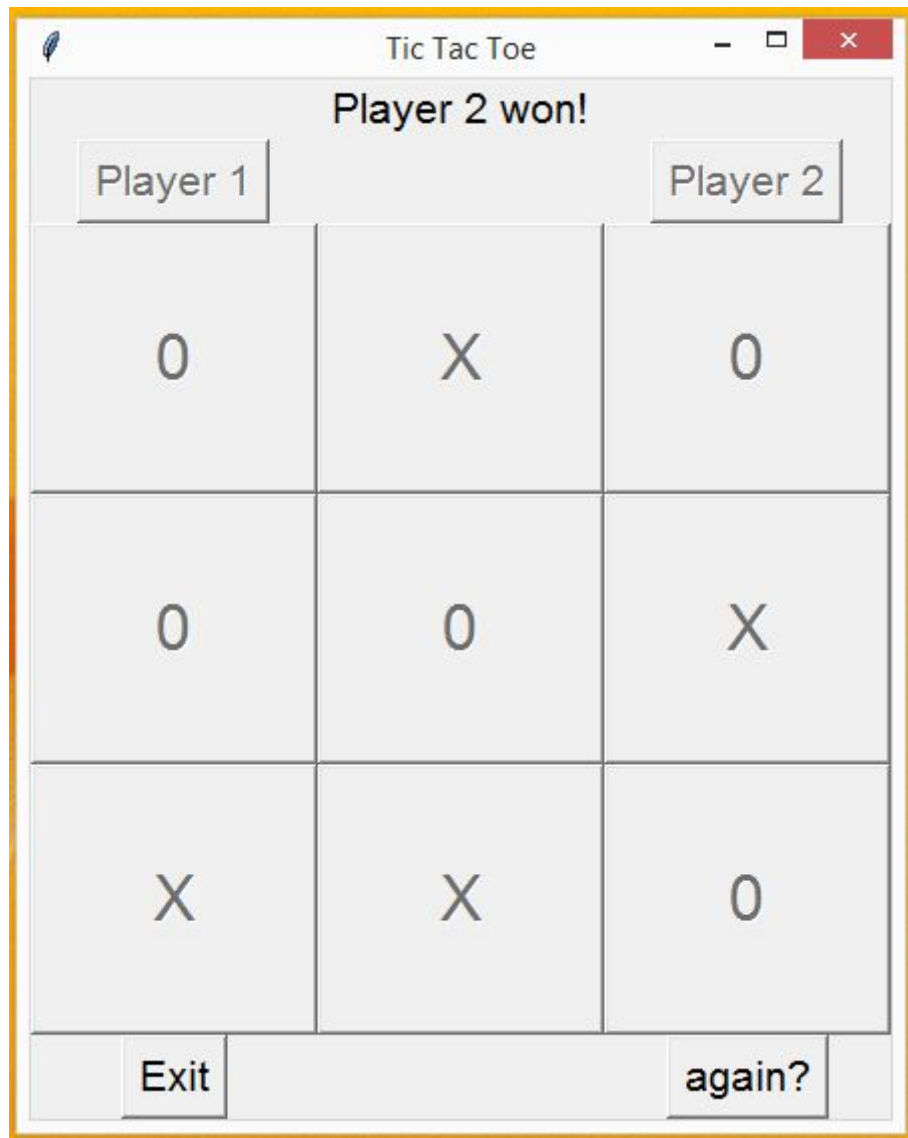 Tic Tac Toe
Player 2 won!
Player 1 Player 2
0 X 0
0 0 X
X X 0
Exit again?